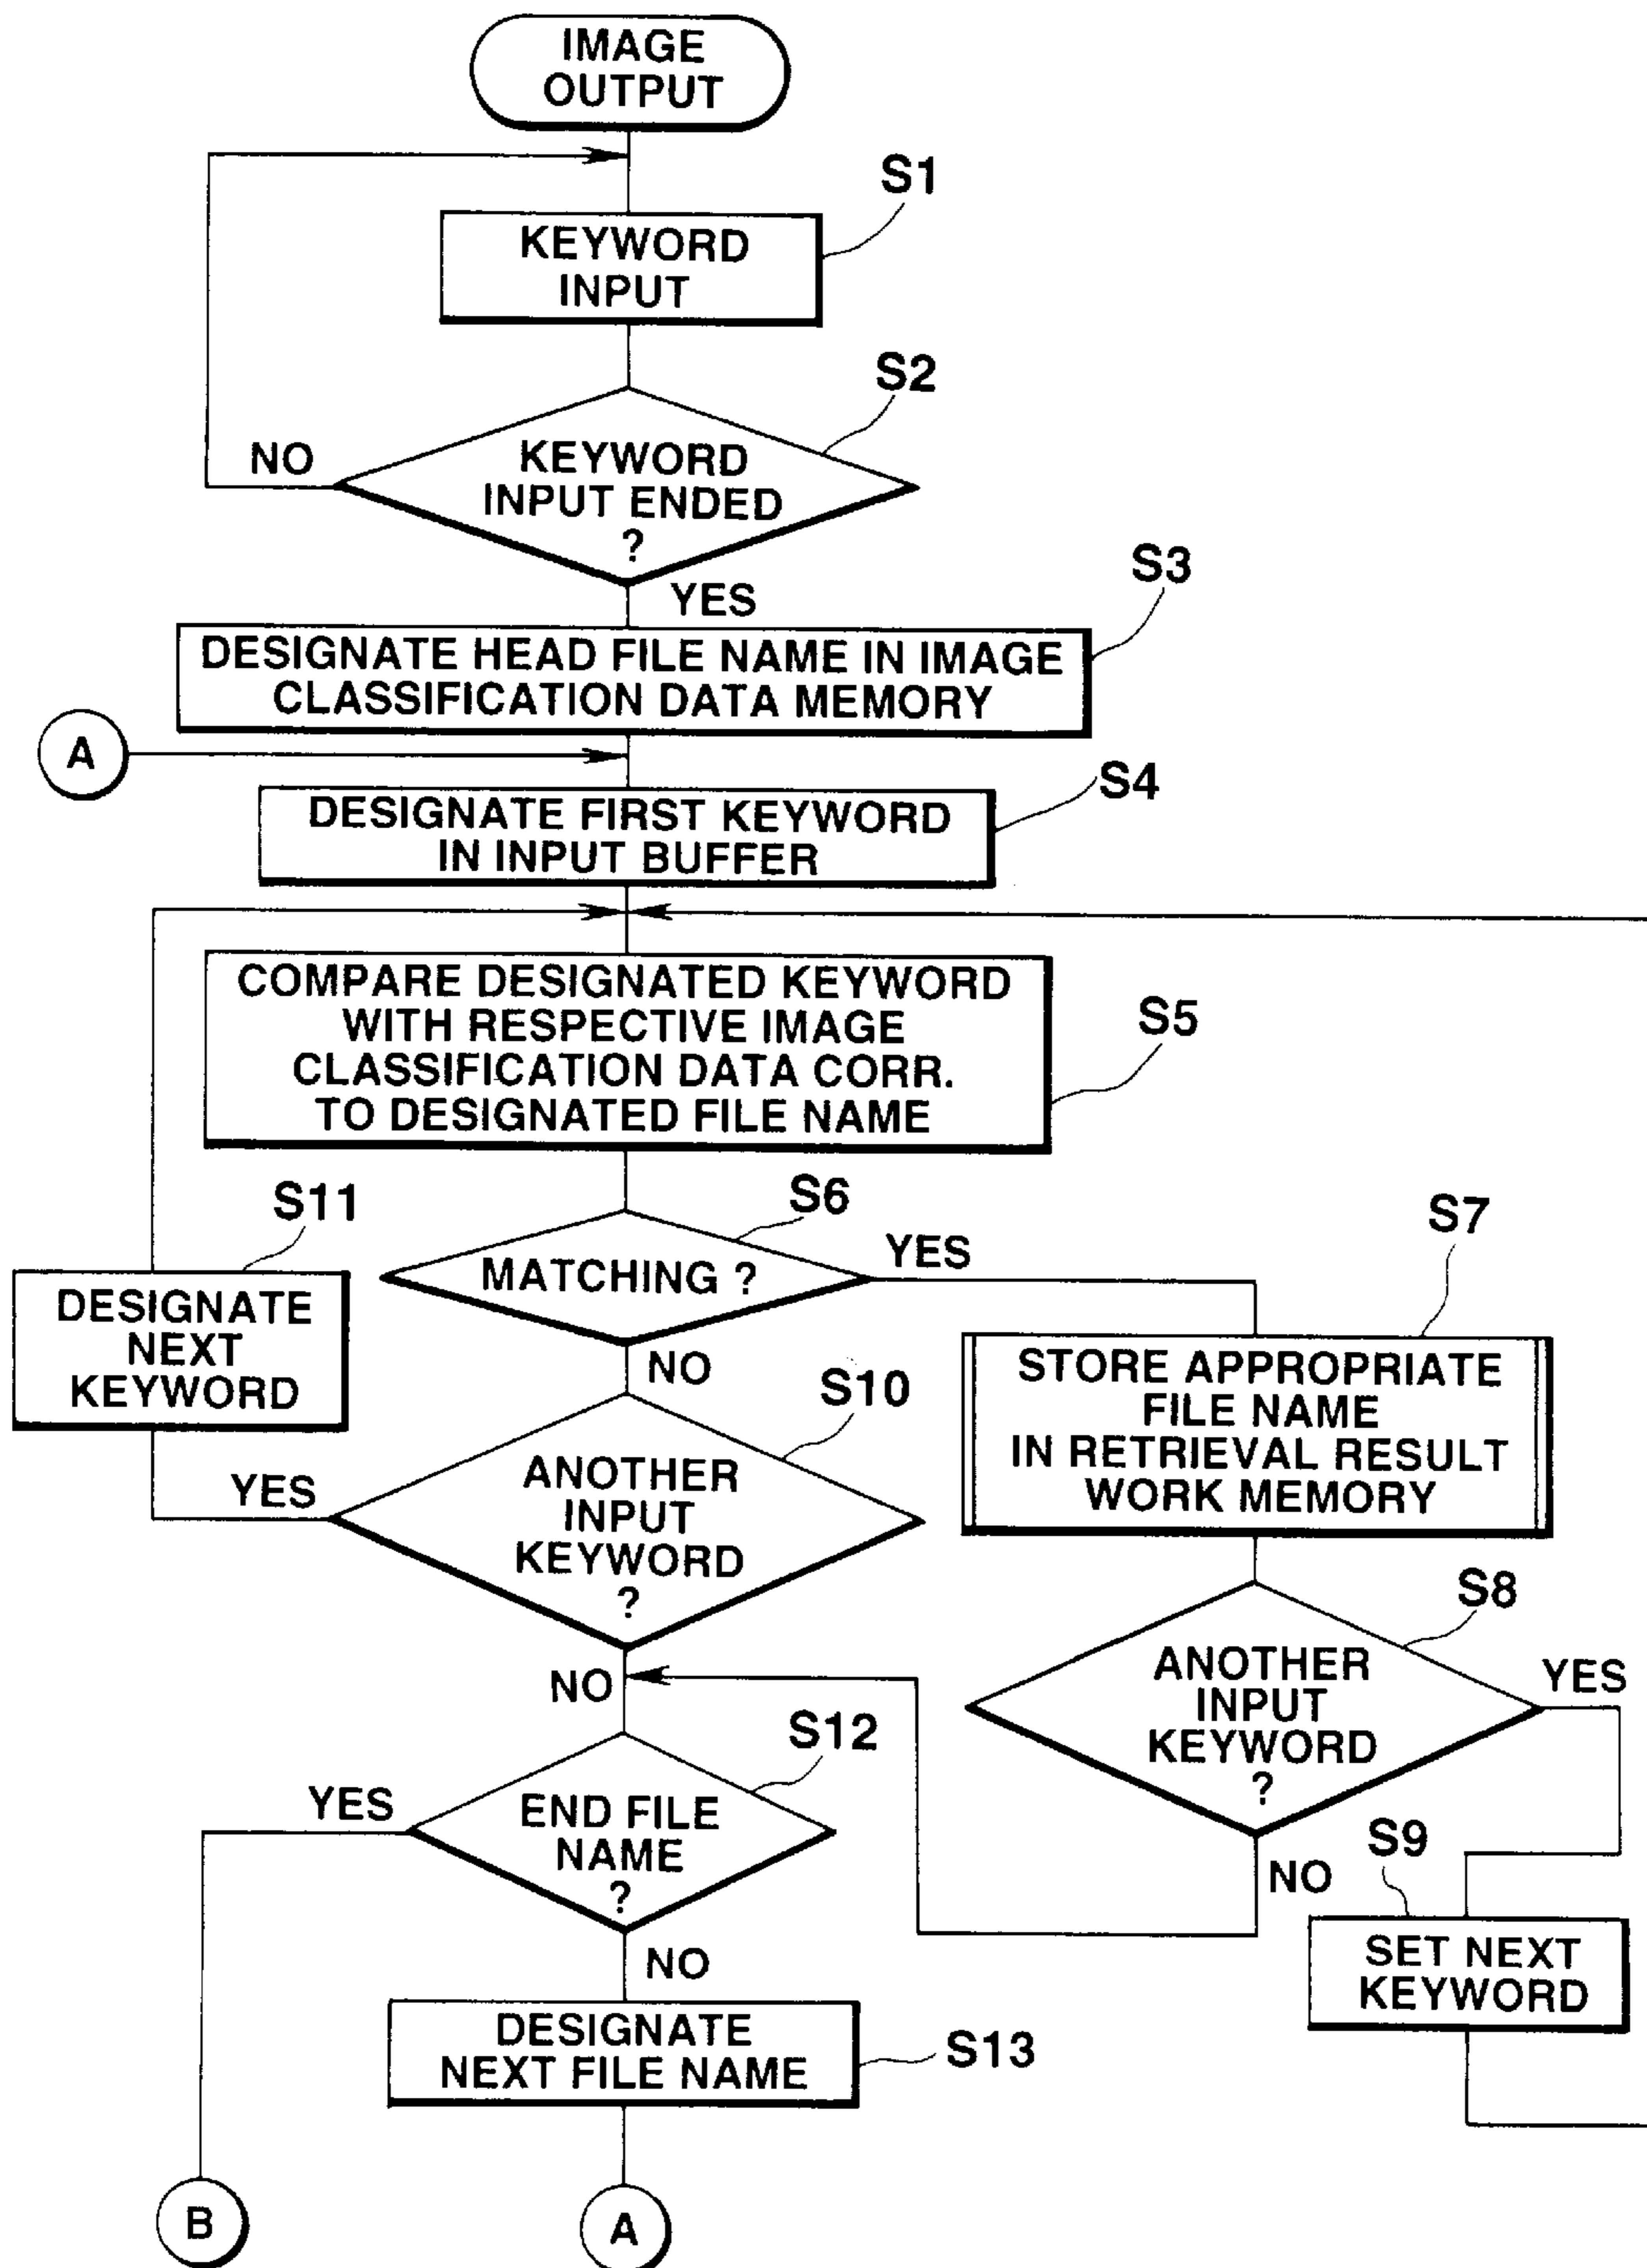 IMAGE
OUTPUT
S1
KEYWORD
INPUT
S2
NO
KEYWORD
INPUT ENDED
?
YES
S3
DESIGNATE HEAD FILE NAME IN IMAGE
CLASSIFICATION DATA MEMORY
A
S4
DESIGNATE FIRST KEYWORD
IN INPUT BUFFER
COMPARE DESIGNATED KEYWORD
WITH RESPECTIVE IMAGE
CLASSIFICATION DATA CORR.
TO DESIGNATED FILE NAME
S5
S11
DESIGNATE
NEXT
KEYWORD
S6
MATCHING ?
YES
NO
S7
STORE APPROPRIATE
FILE NAME
IN RETRIEVAL RESULT
WORK MEMORY
S10
YES
ANOTHER
INPUT
KEYWORD
?
NO
S8
ANOTHER
INPUT
KEYWORD
?
YES
NO
S9
SET NEXT
KEYWORD
S12
YES
END FILE
NAME
?
NO
DESIGNATE
NEXT FILE NAME
S13
B
A